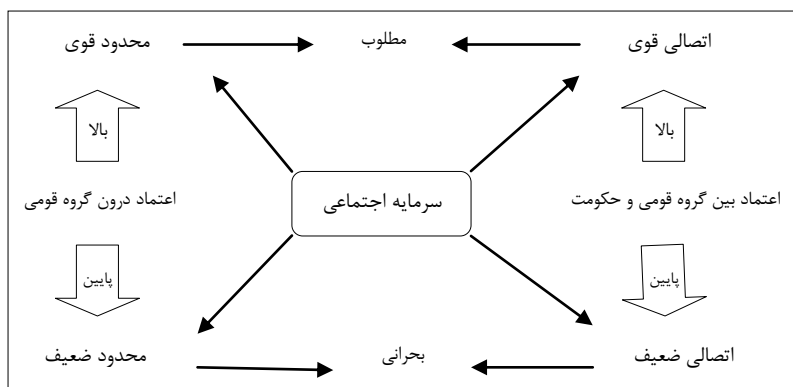 اتصالی قوی
مطلوب
محدود قوی
بالا
بالا
اعتماد بین گروه قومی و حکومت
سرمایه اجتماعی
اعتماد درون گروه قومی
پایین
پایین
اتصالی ضعیف
بحرانی
محدود ضعیف